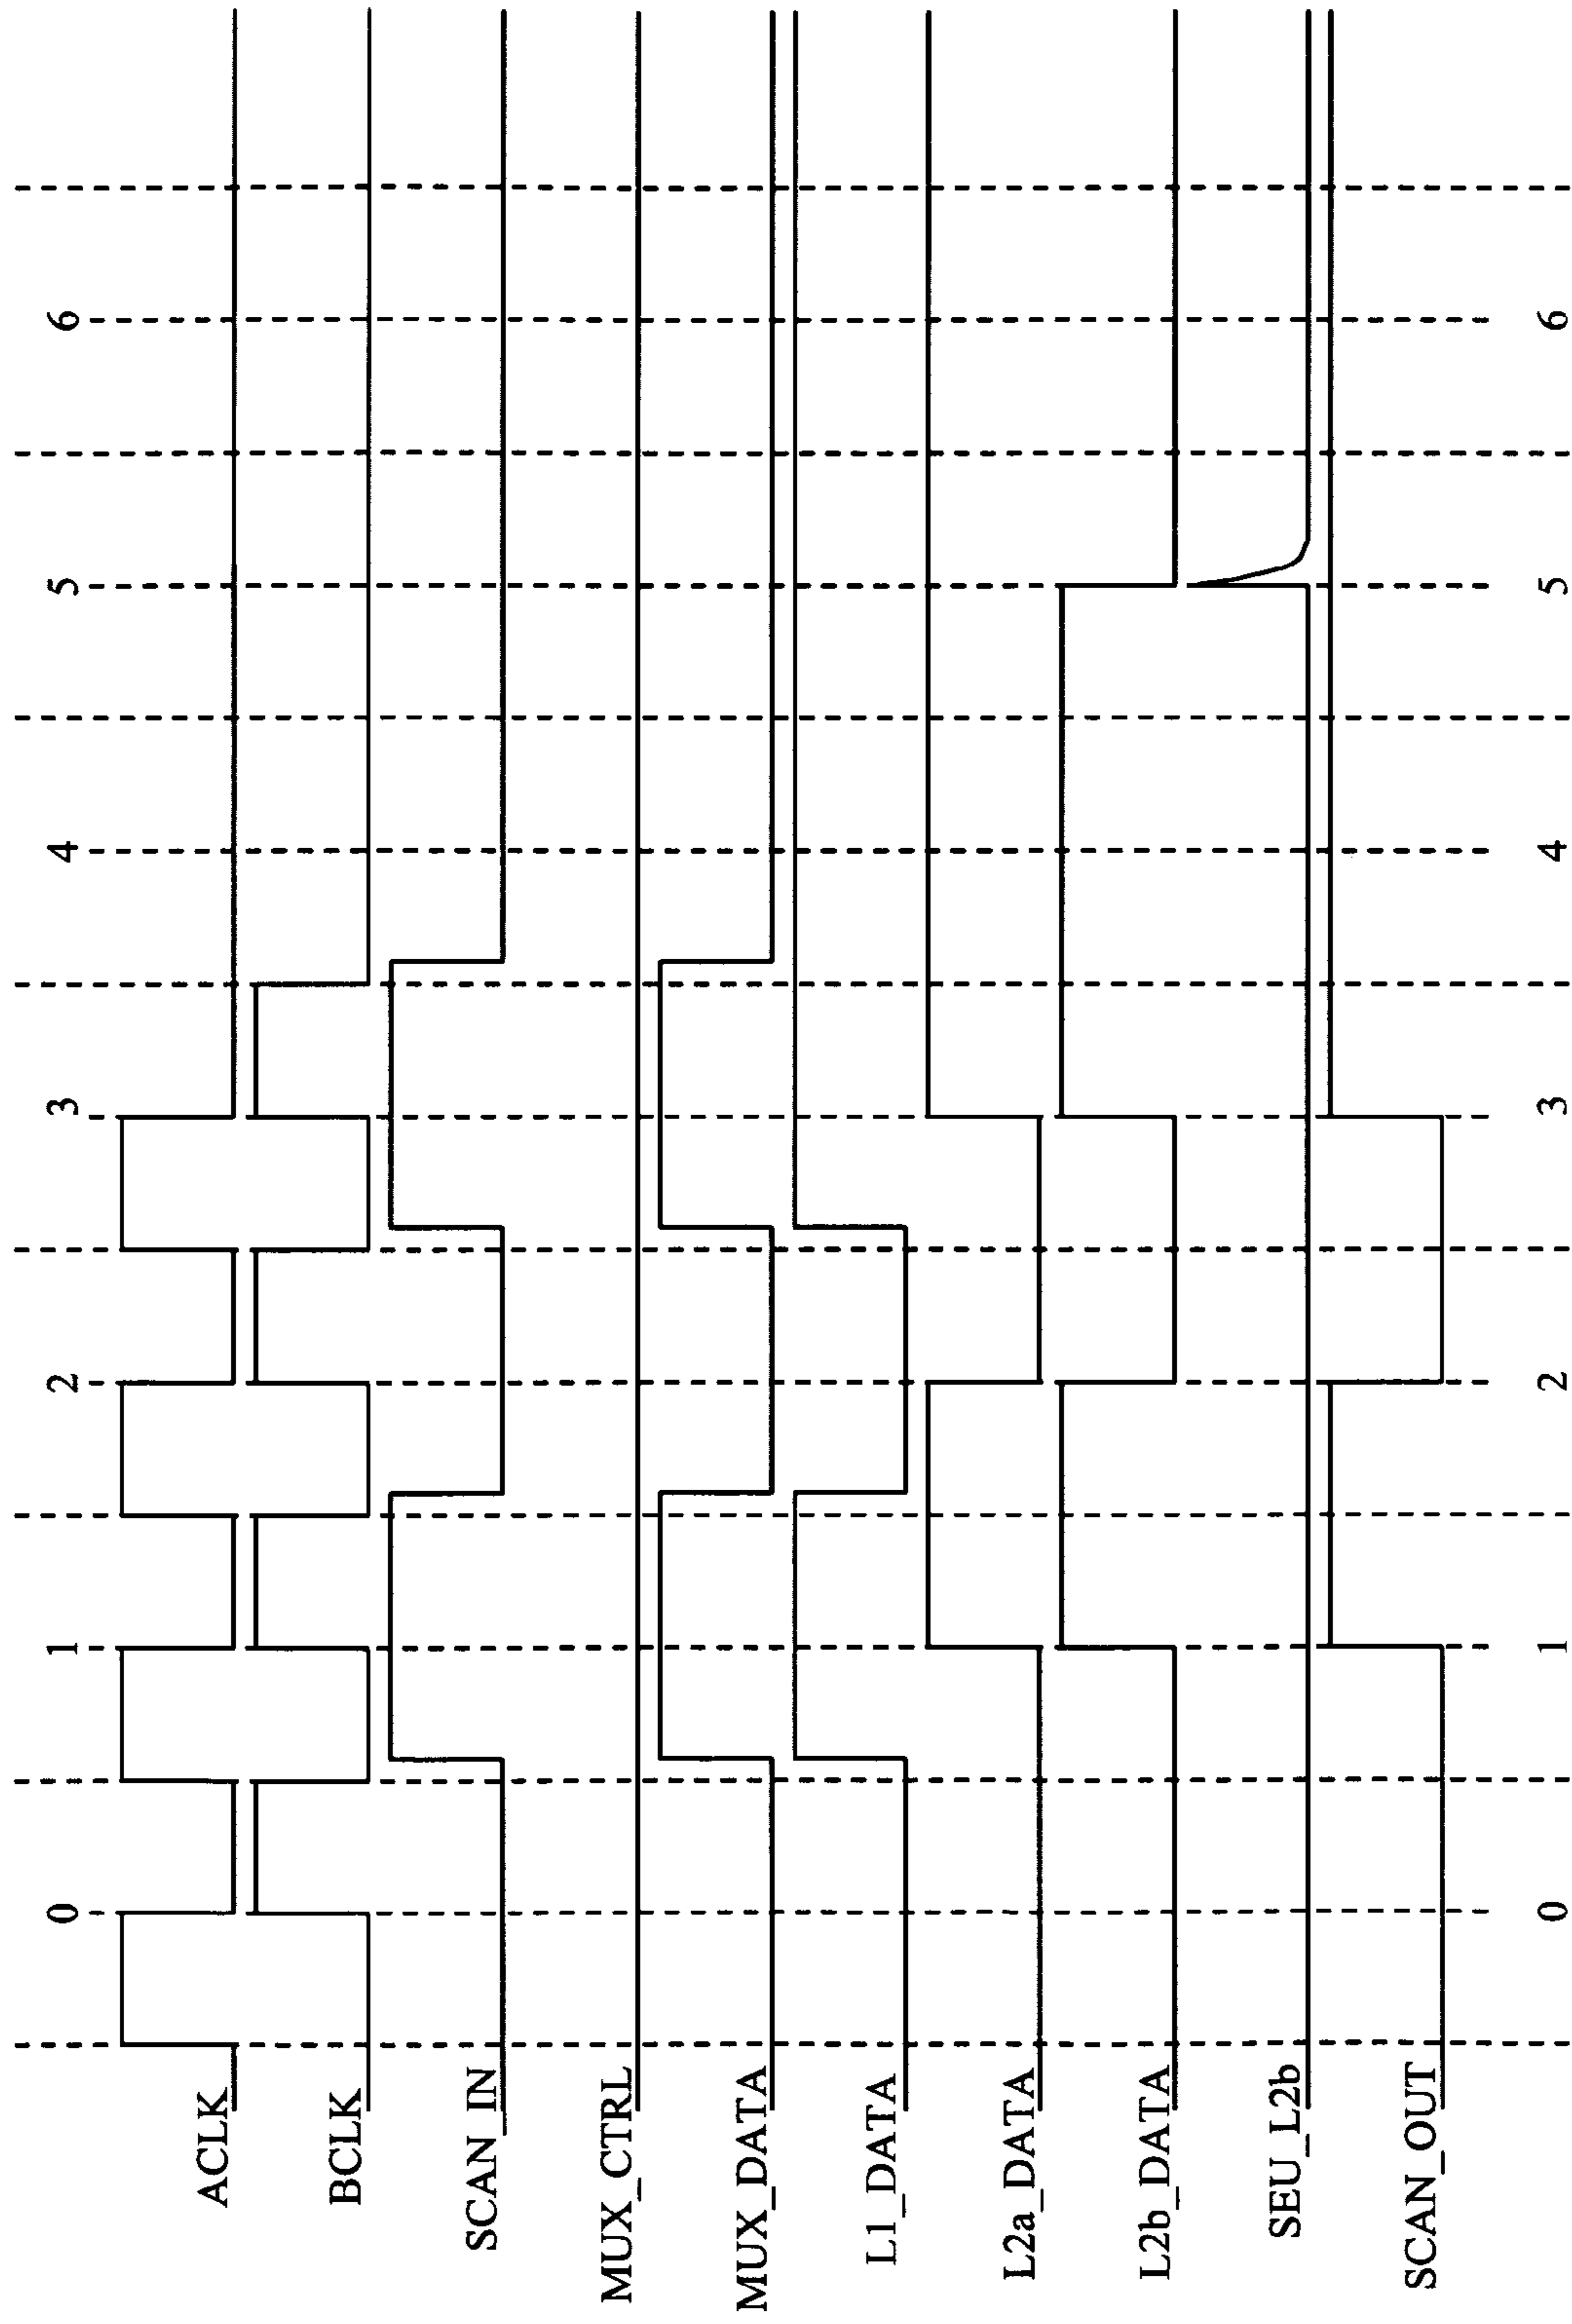 0 1 2 3 4 5 6
ACLK
BCLK
SCAN_IN
MUX_CTRL
MUX_DATA
L1_DATA
L2a_DATA
L2b_DATA
SEU_L2b
SCAN_OUT
0 1 2 3 4 5 6